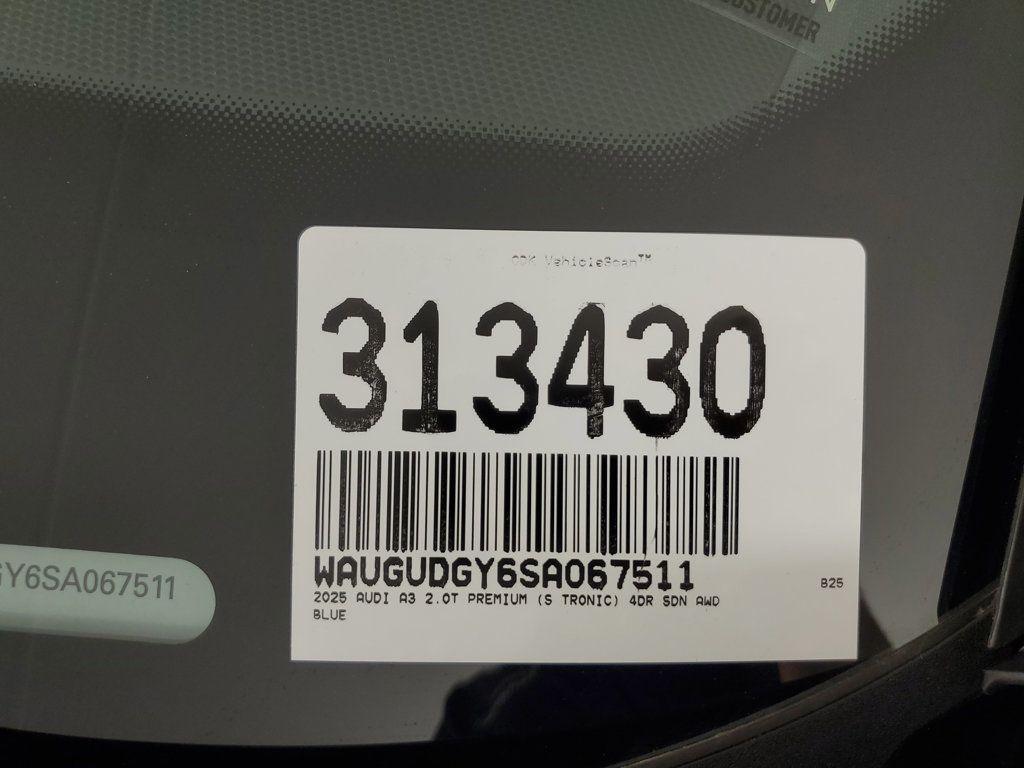 CUSTOMER
CDK VehicleScan™
313430
WAUGUDGY6SA067511
B25
2025 AUDI A3 2.0T PREMIUM (S TRONIC) 4DR SDN AWD
BLUE
GY6SA067511